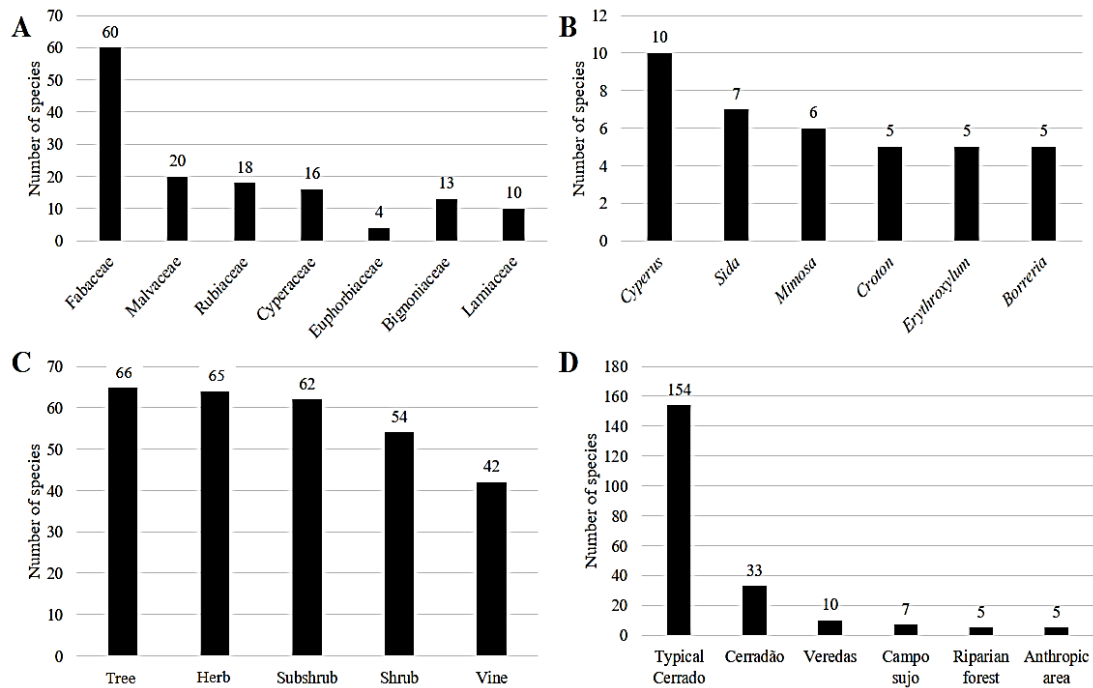 A
Number of species
70
60
50
40
30
20
10
0
60
20
18
16
4
13
10
Fabaceae
Malvaceae
Rubiaceae
Cyperaceae
Euphorbiaceae
Bignoniaceae
Lamiaceae
B
Number of species
12
10
8
6
4
2
0
10
7
6
5
5
5
Cyperus
Sida
Mimosa
Croton
Erythroxylum
Borreria
C
Number of species
70
60
50
40
30
20
10
0
66
65
62
54
42
Tree
Herb
Subshrub
Shrub
Vine
D
Number of species
180
160
140
120
100
80
60
40
20
0
154
33
10
7
5
5
Typical
Cerrado
Cerradão
Veredas
Campo
sujo
Riparian
forest
Anthropic
area